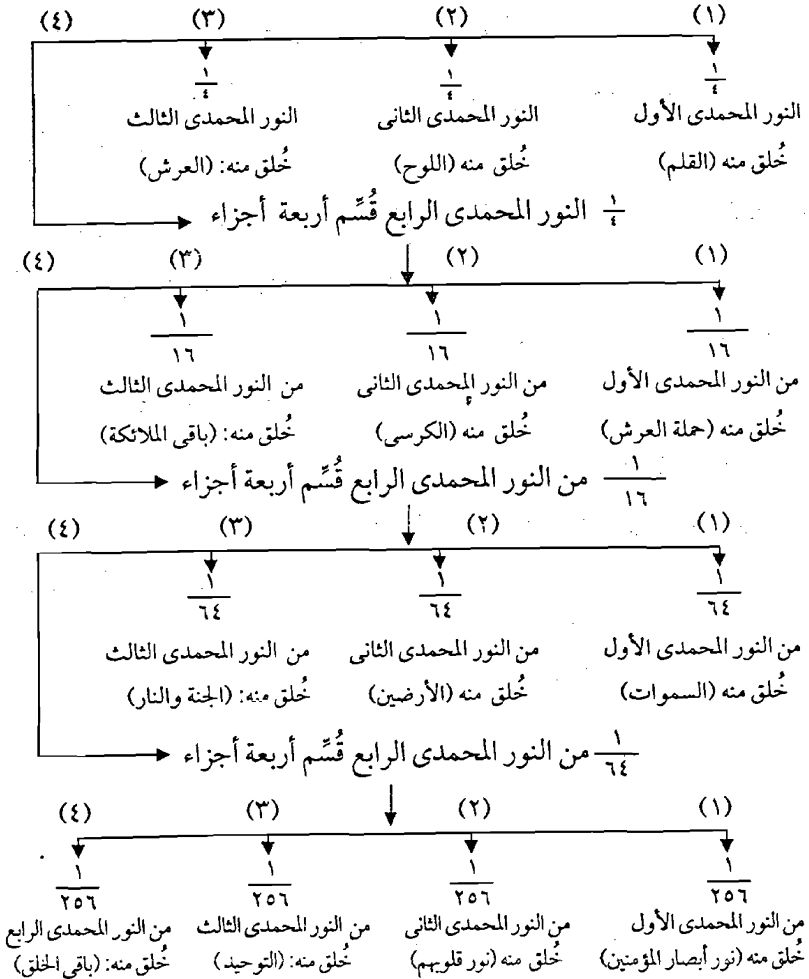 (١) (٢) (٣) (٤)
١/٤ ١/٤ ١/٤
النور المحمدى الأول النور المحمدى الثانى النور المحمدى الثالث
خُلق منه (القلم) خُلق منه (اللوح) خُلق منه: (العرش)
١/٤ النور المحمدى الرابع قُسِّم أربعة أجزاء
(١) (٢) (٣) (٤)
١/١٦ ١/١٦ ١/١٦
من النور المحمدى الأول من النور المحمدى الثانى من النور المحمدى الثالث
خُلق منه (حملة العرش) خُلق منه (الكرسى) خُلق منه: (باقى الملائكة)
١/١٦ من النور المحمدى الرابع قُسِّم أربعة أجزاء
(١) (٢) (٣) (٤)
١/٦٤ ١/٦٤ ١/٦٤
من النور المحمدى الأول من النور المحمدى الثانى من النور المحمدى الثالث
خُلق منه (السموات) خُلق منه (الأرضين) خُلق منه: (الجنة والنار)
١/٦٤ من النور المحمدى الرابع قُسِّم أربعة أجزاء
(١) (٢) (٣) (٤)
١/٢٥٦ ١/٢٥٦ ١/٢٥٦ ١/٢٥٦
من النور المحمدى الأول من النور المحمدى الثانى من النور المحمدى الثالث من النور المحمدى الرابع
خُلق منه (نور أبصار المؤمنين) خُلق منه (نور قلوبهم) خُلق منه: (التوحيد) خُلق منه: (باقى الخلق)